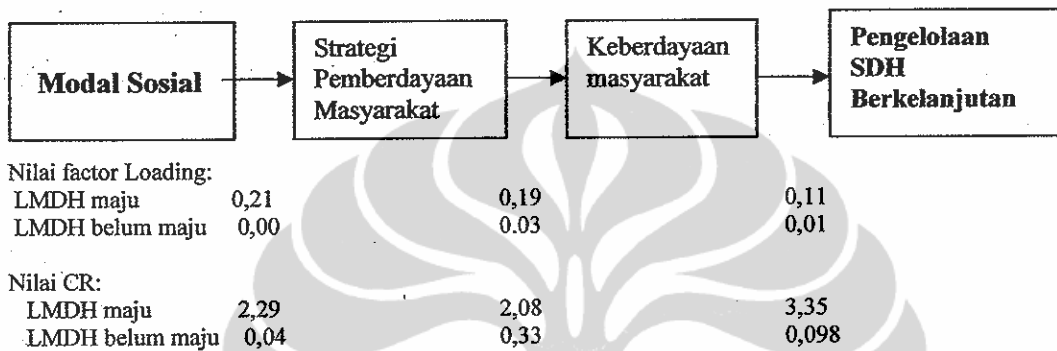 Modal Sosial
Strategi
Pemberdayaan
Masyarakat
Keberdayaan
masyarakat
Pengelolaan
SDH
Berkelanjutan
Nilai factor Loading:
LMDH maju 0,21 0,19 0,11
LMDH belum maju 0,00 0.03 0,01
Nilai CR:
LMDH maju 2,29 2,08 3,35
LMDH belum maju 0,04 0,33 0,098